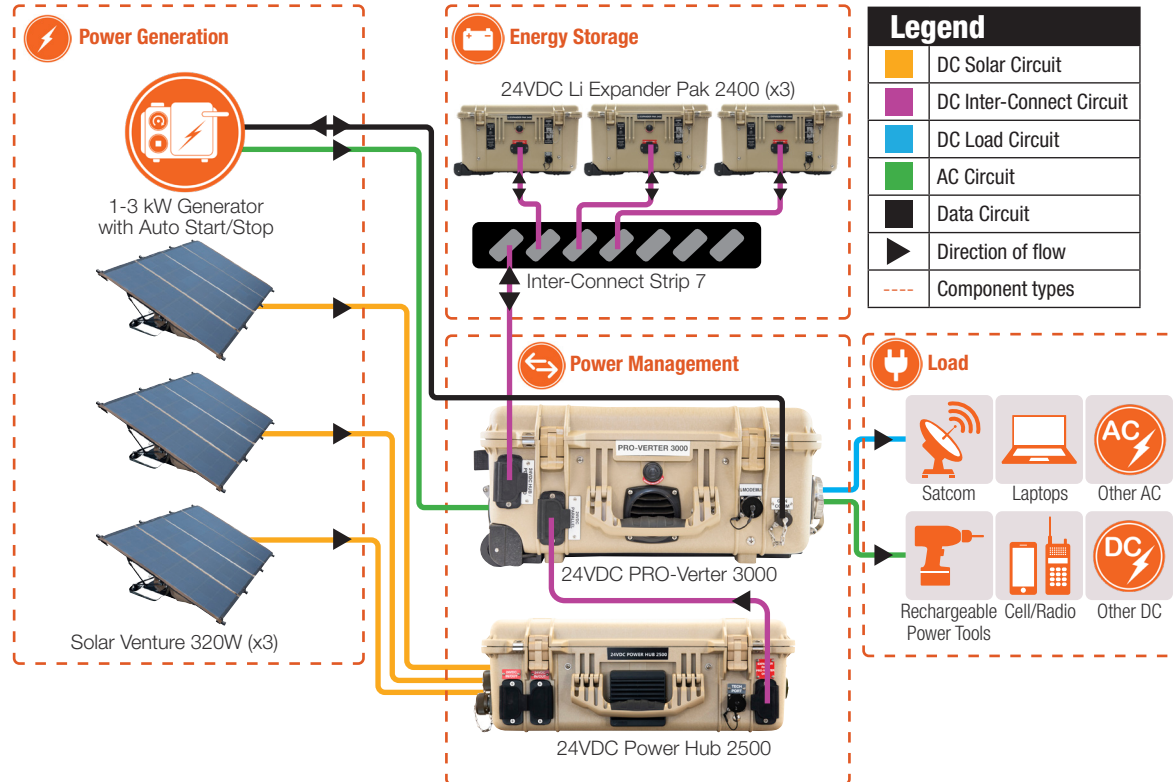 Power Generation
1-3 kW Generator
with Auto Start/Stop
Solar Venture 320W (x3)
Energy Storage
24VDC Li Expander Pak 2400 (x3)
Inter-Connect Strip 7
Legend
DC Solar Circuit
DC Inter-Connect Circuit
DC Load Circuit
AC Circuit
Data Circuit
Direction of flow
Component types
Power Management
PRO-VERTER 3000
MODEM
24VDC PRO-Verter 3000
24VDC POWER HUB 2500
TECH
PORT
24VDC Power Hub 2500
Load
AC
Satcom
Laptops
Other AC
DC
Rechargeable
Power Tools
Cell/Radio
Other DC